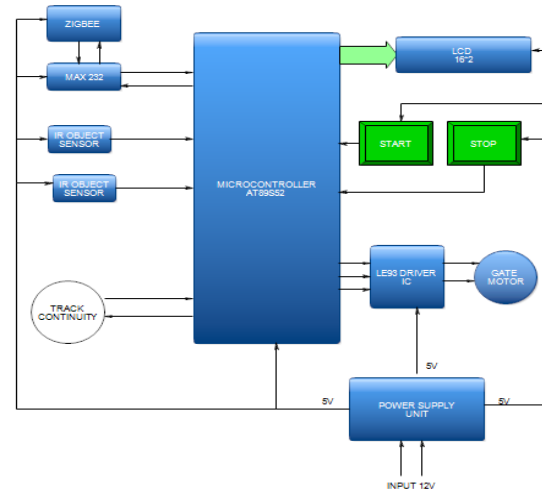 ZIGBEE
MAX 232
IR OBJECT
SENSOR
IR OBJECT
SENSOR
TRACK
CONTINUITY
MICROCONTROLLER
AT89S52
LCD
16*2
START
STOP
LE93 DRIVER
IC
GATE
MOTOR
5V
5V
POWER SUPPLY
UNIT
5V
INPUT 12V